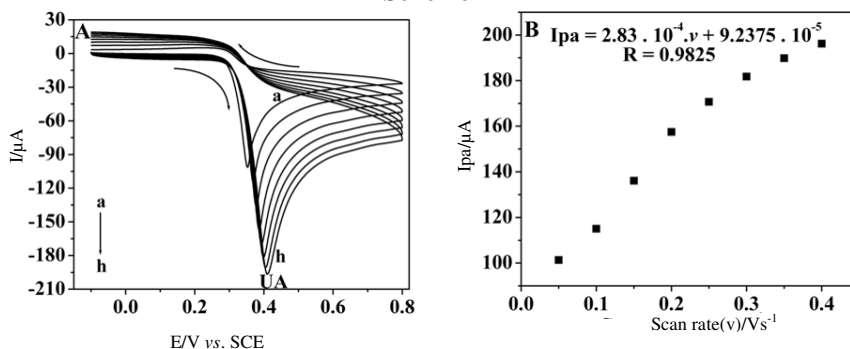 A
30
0
-30
-60
-90
-120
-150
-180
-210
I/μA
a
a
h
h
UA
0.0 0.2 0.4 0.6 0.8
E/V vs. SCE
B
Ipa = 2.83 . 10-4.v + 9.2375 . 10-5
R = 0.9825
200
180
160
140
120
100
Ipa/μA
0.0 0.1 0.2 0.3 0.4
Scan rate(v)/Vs-1